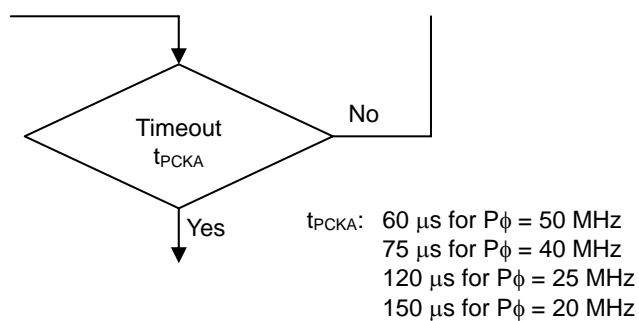 Timeout
tPCKA
No
Yes
tPCKA: 60 μs for Pϕ = 50 MHz
75 μs for Pϕ = 40 MHz
120 μs for Pϕ = 25 MHz
150 μs for Pϕ = 20 MHz